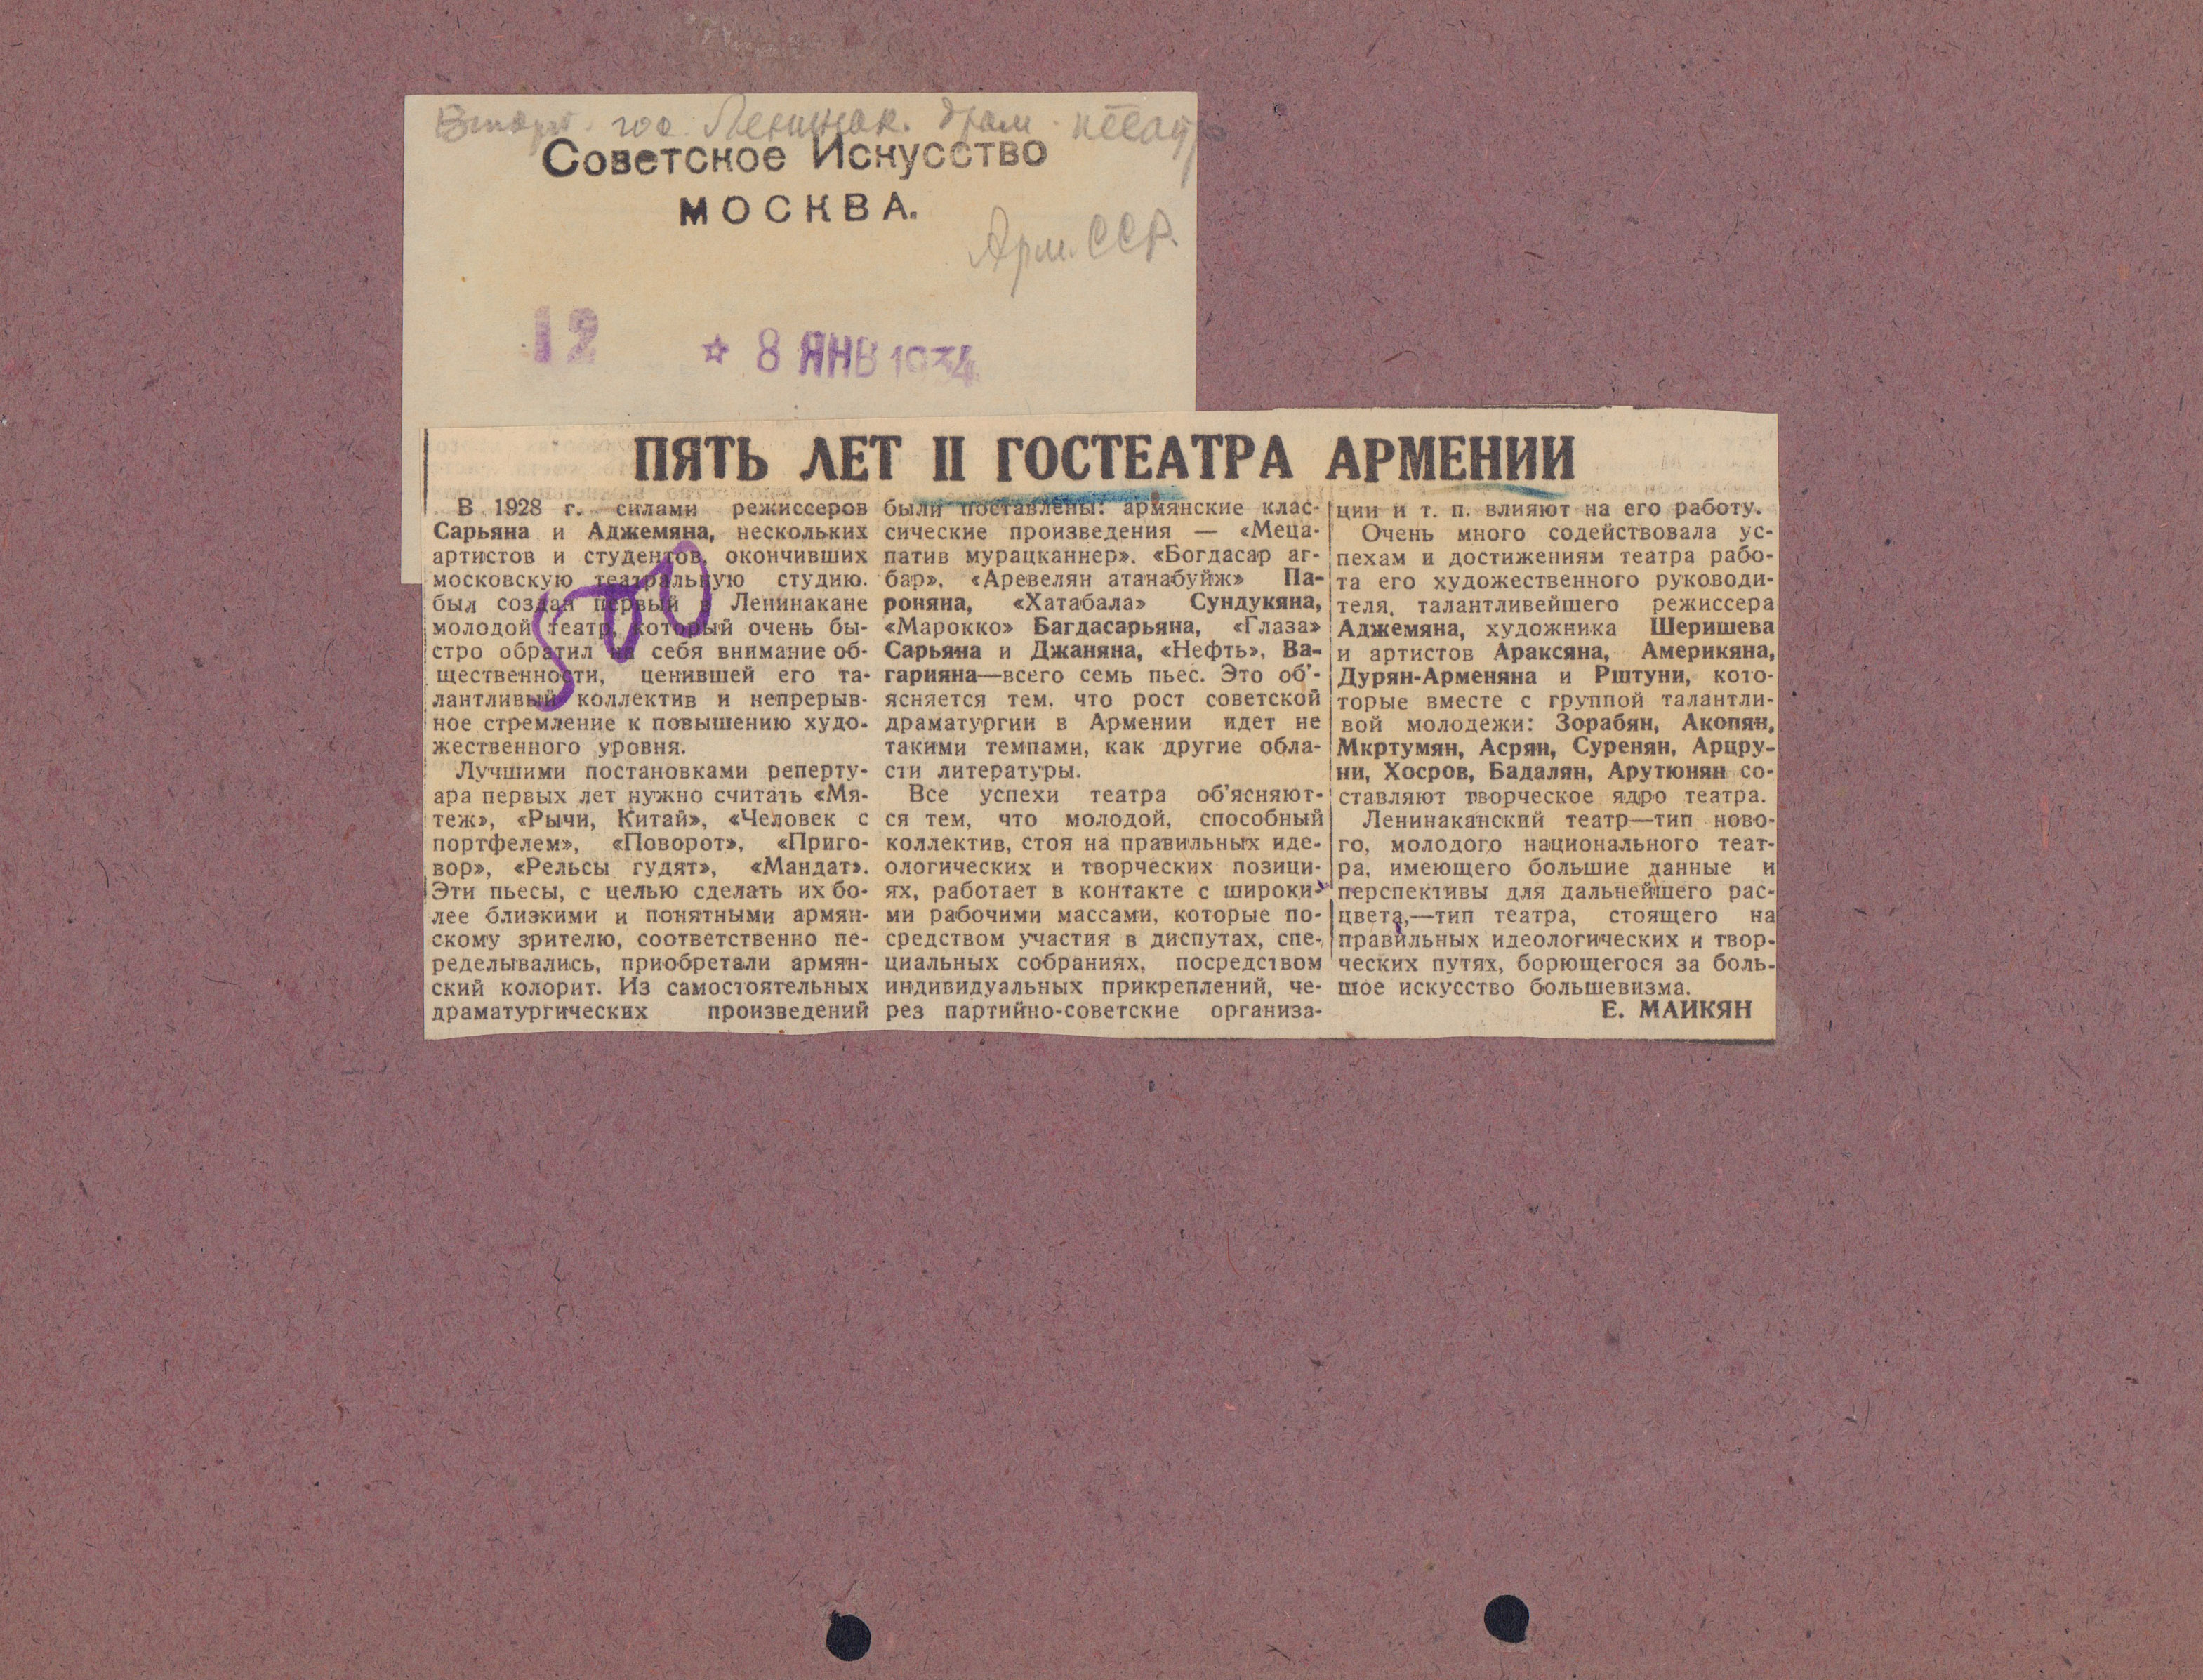 гос. Ленинак. драм. театр
Советское Искусство
МОСКВА.
Арм. ССР.
12 ☆ 8 ЯНВ 1934
ПЯТЬ ЛЕТ II ГОСТЕАТРА АРМЕНИИ
В 1928 г. силами режиссеров
Сарьяна и Аджемяна, нескольких
артистов и студентов, окончивших
московскую театральную студию.
был создан первый в Ленинакане
молодой театр, который очень бы-
стро обратил на себя внимание об-
щественности, ценившей его та-
лантливый коллектив и непрерыв-
ное стремление к повышению худо-
жественного уровня.
Лучшими постановками реперту-
ара первых лет нужно считать «Мя-
теж», «Рычи, Китай», «Человек с
портфелем», «Поворот», «Приго-
вор», «Рельсы гудят», «Мандат».
Эти пьесы, с целью сделать их бо-
лее близкими и понятными армян-
скому зрителю, соответственно пе-
ределывались, приобретали армян-
ский колорит. Из самостоятельных
драматургических произведений
были поставлены: армянские клас-
сические произведения — «Меца-
патив мурацканнер». «Богдасар аг-
бар», «Аревелян атанабуйж» Па-
роняна, «Хатабала» Сундукяна,
«Марокко» Багдасарьяна, «Глаза»
Сарьяна и Джаняна, «Нефть», Ва-
гарияна—всего семь пьес. Это об'-
ясняется тем, что рост советской
драматургии в Армении идет не
такими темпами, как другие обла-
сти литературы.
Все успехи театра об'ясняют-
ся тем, что молодой, способный
коллектив, стоя на правильных иде-
ологических и творческих позици-
ях, работает в контакте с широки-
ми рабочими массами, которые по-
средством участия в диспутах, спе-
циальных собраниях, посредством
индивидуальных прикреплений, че-
рез партийно-советские организа-
ции и т. п. влияют на его работу.
Очень много содействовала ус-
пехам и достижениям театра рабо-
та его художественного руководи-
теля, талантливейшего режиссера
Аджемяна, художника Шеришева
и артистов Араксяна, Америкяна,
Дурян-Арменяна и Рштуни, кото-
торые вместе с группой талантли-
вой молодежи: Зорабян, Акопян,
Мкртумян, Асрян, Суренян, Арцру-
ни, Хосров, Бадалян, Арутюнян со-
ставляют творческое ядро театра.
Ленинаканский театр—тип ново-
го, молодого национального теат-
ра, имеющего большие данные и
перспективы для дальнейшего рас-
цвета,—тип театра, стоящего на
правильных идеологических и твор-
ческих путях, борющегося за боль-
шое искусство большевизма.
Е. МАИКЯН
500